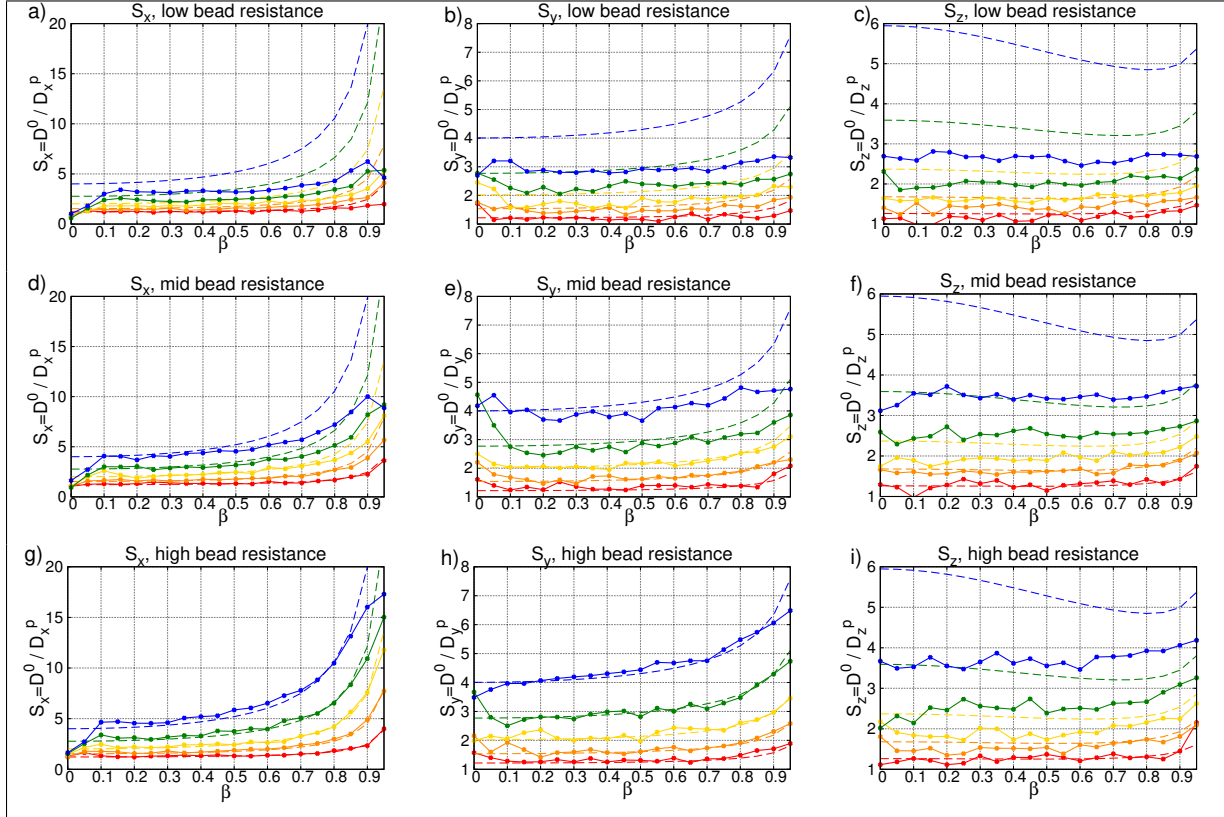 a) S_x, low bead resistance
20
15
10
5
0
S_x=D^0 / D_x^p
0 0.1 0.2 0.3 0.4 0.5 0.6 0.7 0.8 0.9
β
b) S_y, low bead resistance
8
7
6
5
4
3
2
1
S_y=D^0 / D_y^p
0 0.1 0.2 0.3 0.4 0.5 0.6 0.7 0.8 0.9
β
c) S_z, low bead resistance
6
5
4
3
2
1
S_z=D^0 / D_z^p
0 0.1 0.2 0.3 0.4 0.5 0.6 0.7 0.8 0.9
β
d) S_x, mid bead resistance
20
15
10
5
0
S_x=D^0 / D_x^p
0 0.1 0.2 0.3 0.4 0.5 0.6 0.7 0.8 0.9
β
e) S_y, mid bead resistance
8
7
6
5
4
3
2
1
S_y=D^0 / D_y^p
0 0.1 0.2 0.3 0.4 0.5 0.6 0.7 0.8 0.9
β
f) S_z, mid bead resistance
6
5
4
3
2
1
S_z=D^0 / D_z^p
0 0.1 0.2 0.3 0.4 0.5 0.6 0.7 0.8 0.9
β
g) S_x, high bead resistance
20
15
10
5
0
S_x=D^0 / D_x^p
0 0.1 0.2 0.3 0.4 0.5 0.6 0.7 0.8 0.9
β
h) S_y, high bead resistance
8
7
6
5
4
3
2
1
S_y=D^0 / D_y^p
0 0.1 0.2 0.3 0.4 0.5 0.6 0.7 0.8 0.9
β
i) S_z, high bead resistance
6
5
4
3
2
1
S_z=D^0 / D_z^p
0 0.1 0.2 0.3 0.4 0.5 0.6 0.7 0.8 0.9
β